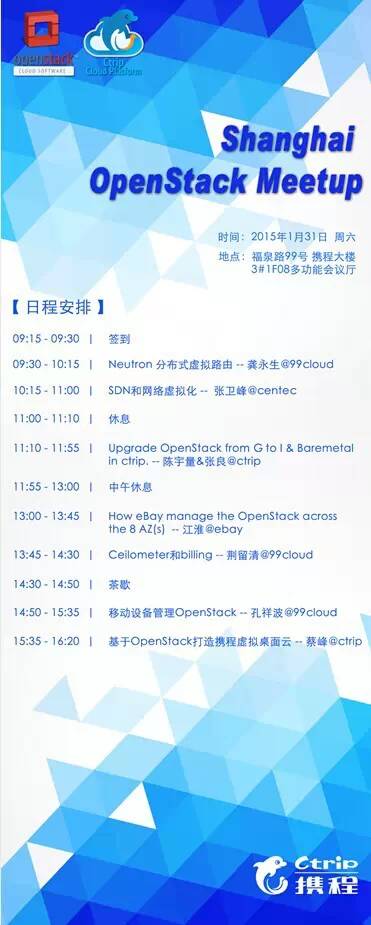 openstack
CLOUD SOFTWARE
Ctrip
Cloud Platform
Shanghai
OpenStack Meetup
时间：2015年1月31日 周六
地点：福泉路99号 携程大楼
3#1F08多功能会议厅
【 日程安排 】
09:15 - 09:30 | 签到
09:30 - 10:15 | Neutron 分布式虚拟路由 -- 龚永生@99cloud
10:15 - 11:00 | SDN和网络虚拟化 -- 张卫峰@centec
11:00 - 11:10 | 休息
11:10 - 11:55 | Upgrade OpenStack from G to I & Baremetal
in ctrip. -- 陈宇量&张良@ctrip
11:55 - 13:00 | 中午休息
13:00 - 13:45 | How eBay manage the OpenStack across
the 8 AZ(s) -- 江淮@ebay
13:45 - 14:30 | Ceilometer和billing -- 荆留清@99cloud
14:30 - 14:50 | 茶歇
14:50 - 15:35 | 移动设备管理OpenStack -- 孔祥波@99cloud
15:35 - 16:20 | 基于OpenStack打造携程虚拟桌面云 -- 蔡峰@ctrip
Ctrip
携程